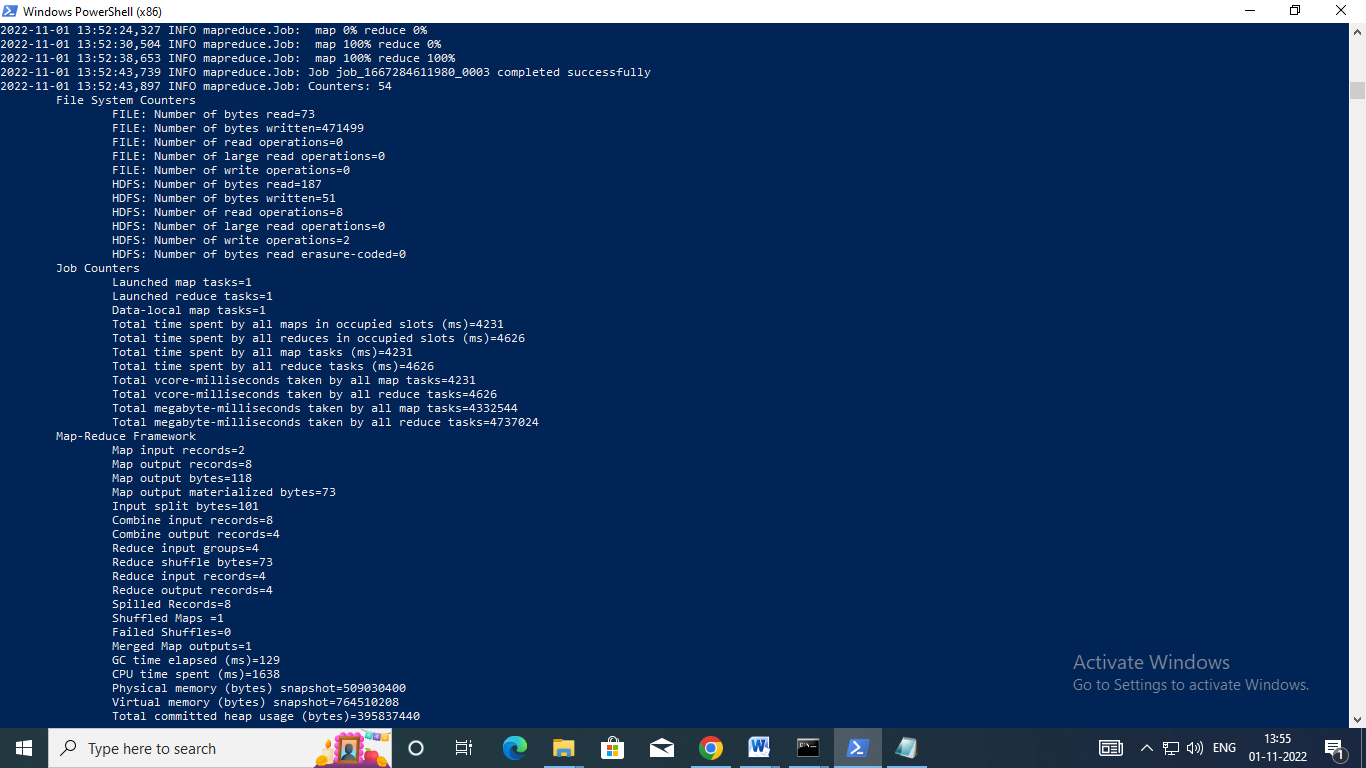 Windows PowerShell (x86)
2022-11-01 13:52:24,327 INFO mapreduce.Job:  map 0% reduce 0%
2022-11-01 13:52:30,504 INFO mapreduce.Job:  map 100% reduce 0%
2022-11-01 13:52:38,653 INFO mapreduce.Job:  map 100% reduce 100%
2022-11-01 13:52:43,739 INFO mapreduce.Job: Job job_1667284611980_0003 completed successfully
2022-11-01 13:52:43,897 INFO mapreduce.Job: Counters: 54
File System Counters
FILE: Number of bytes read=73
FILE: Number of bytes written=471499
FILE: Number of read operations=0
FILE: Number of large read operations=0
FILE: Number of write operations=0
HDFS: Number of bytes read=187
HDFS: Number of bytes written=51
HDFS: Number of read operations=8
HDFS: Number of large read operations=0
HDFS: Number of write operations=2
HDFS: Number of bytes read erasure-coded=0
Job Counters
Launched map tasks=1
Launched reduce tasks=1
Data-local map tasks=1
Total time spent by all maps in occupied slots (ms)=4231
Total time spent by all reduces in occupied slots (ms)=4626
Total time spent by all map tasks (ms)=4231
Total time spent by all reduce tasks (ms)=4626
Total vcore-milliseconds taken by all map tasks=4231
Total vcore-milliseconds taken by all reduce tasks=4626
Total megabyte-milliseconds taken by all map tasks=4332544
Total megabyte-milliseconds taken by all reduce tasks=4737024
Map-Reduce Framework
Map input records=2
Map output records=8
Map output bytes=118
Map output materialized bytes=73
Input split bytes=101
Combine input records=8
Combine output records=4
Reduce input groups=4
Reduce shuffle bytes=73
Reduce input records=4
Reduce output records=4
Spilled Records=8
Shuffled Maps =1
Failed Shuffles=0
Merged Map outputs=1
GC time elapsed (ms)=129
CPU time spent (ms)=1638
Physical memory (bytes) snapshot=509030400
Virtual memory (bytes) snapshot=764510208
Total committed heap usage (bytes)=395837440
Activate Windows
Go to Settings to activate Windows.
Type here to search
ENG
13:55
01-11-2022
1